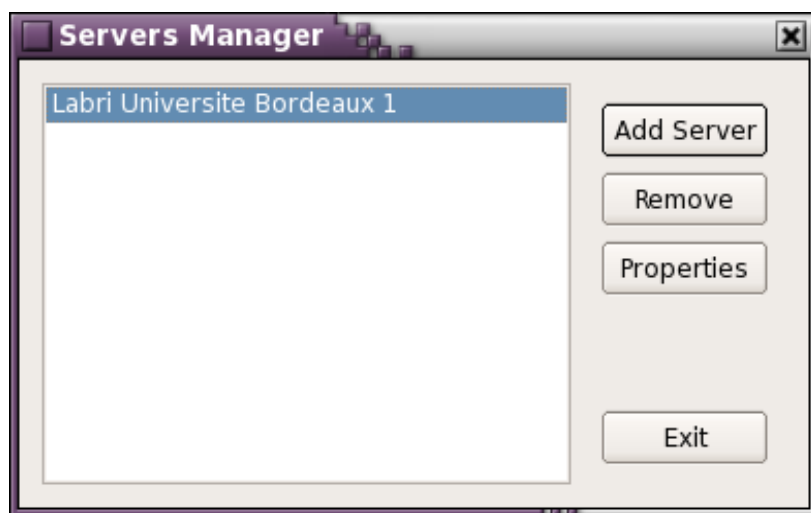 Servers Manager
Labri Universite Bordeaux 1
Add Server
Remove
Properties
Exit